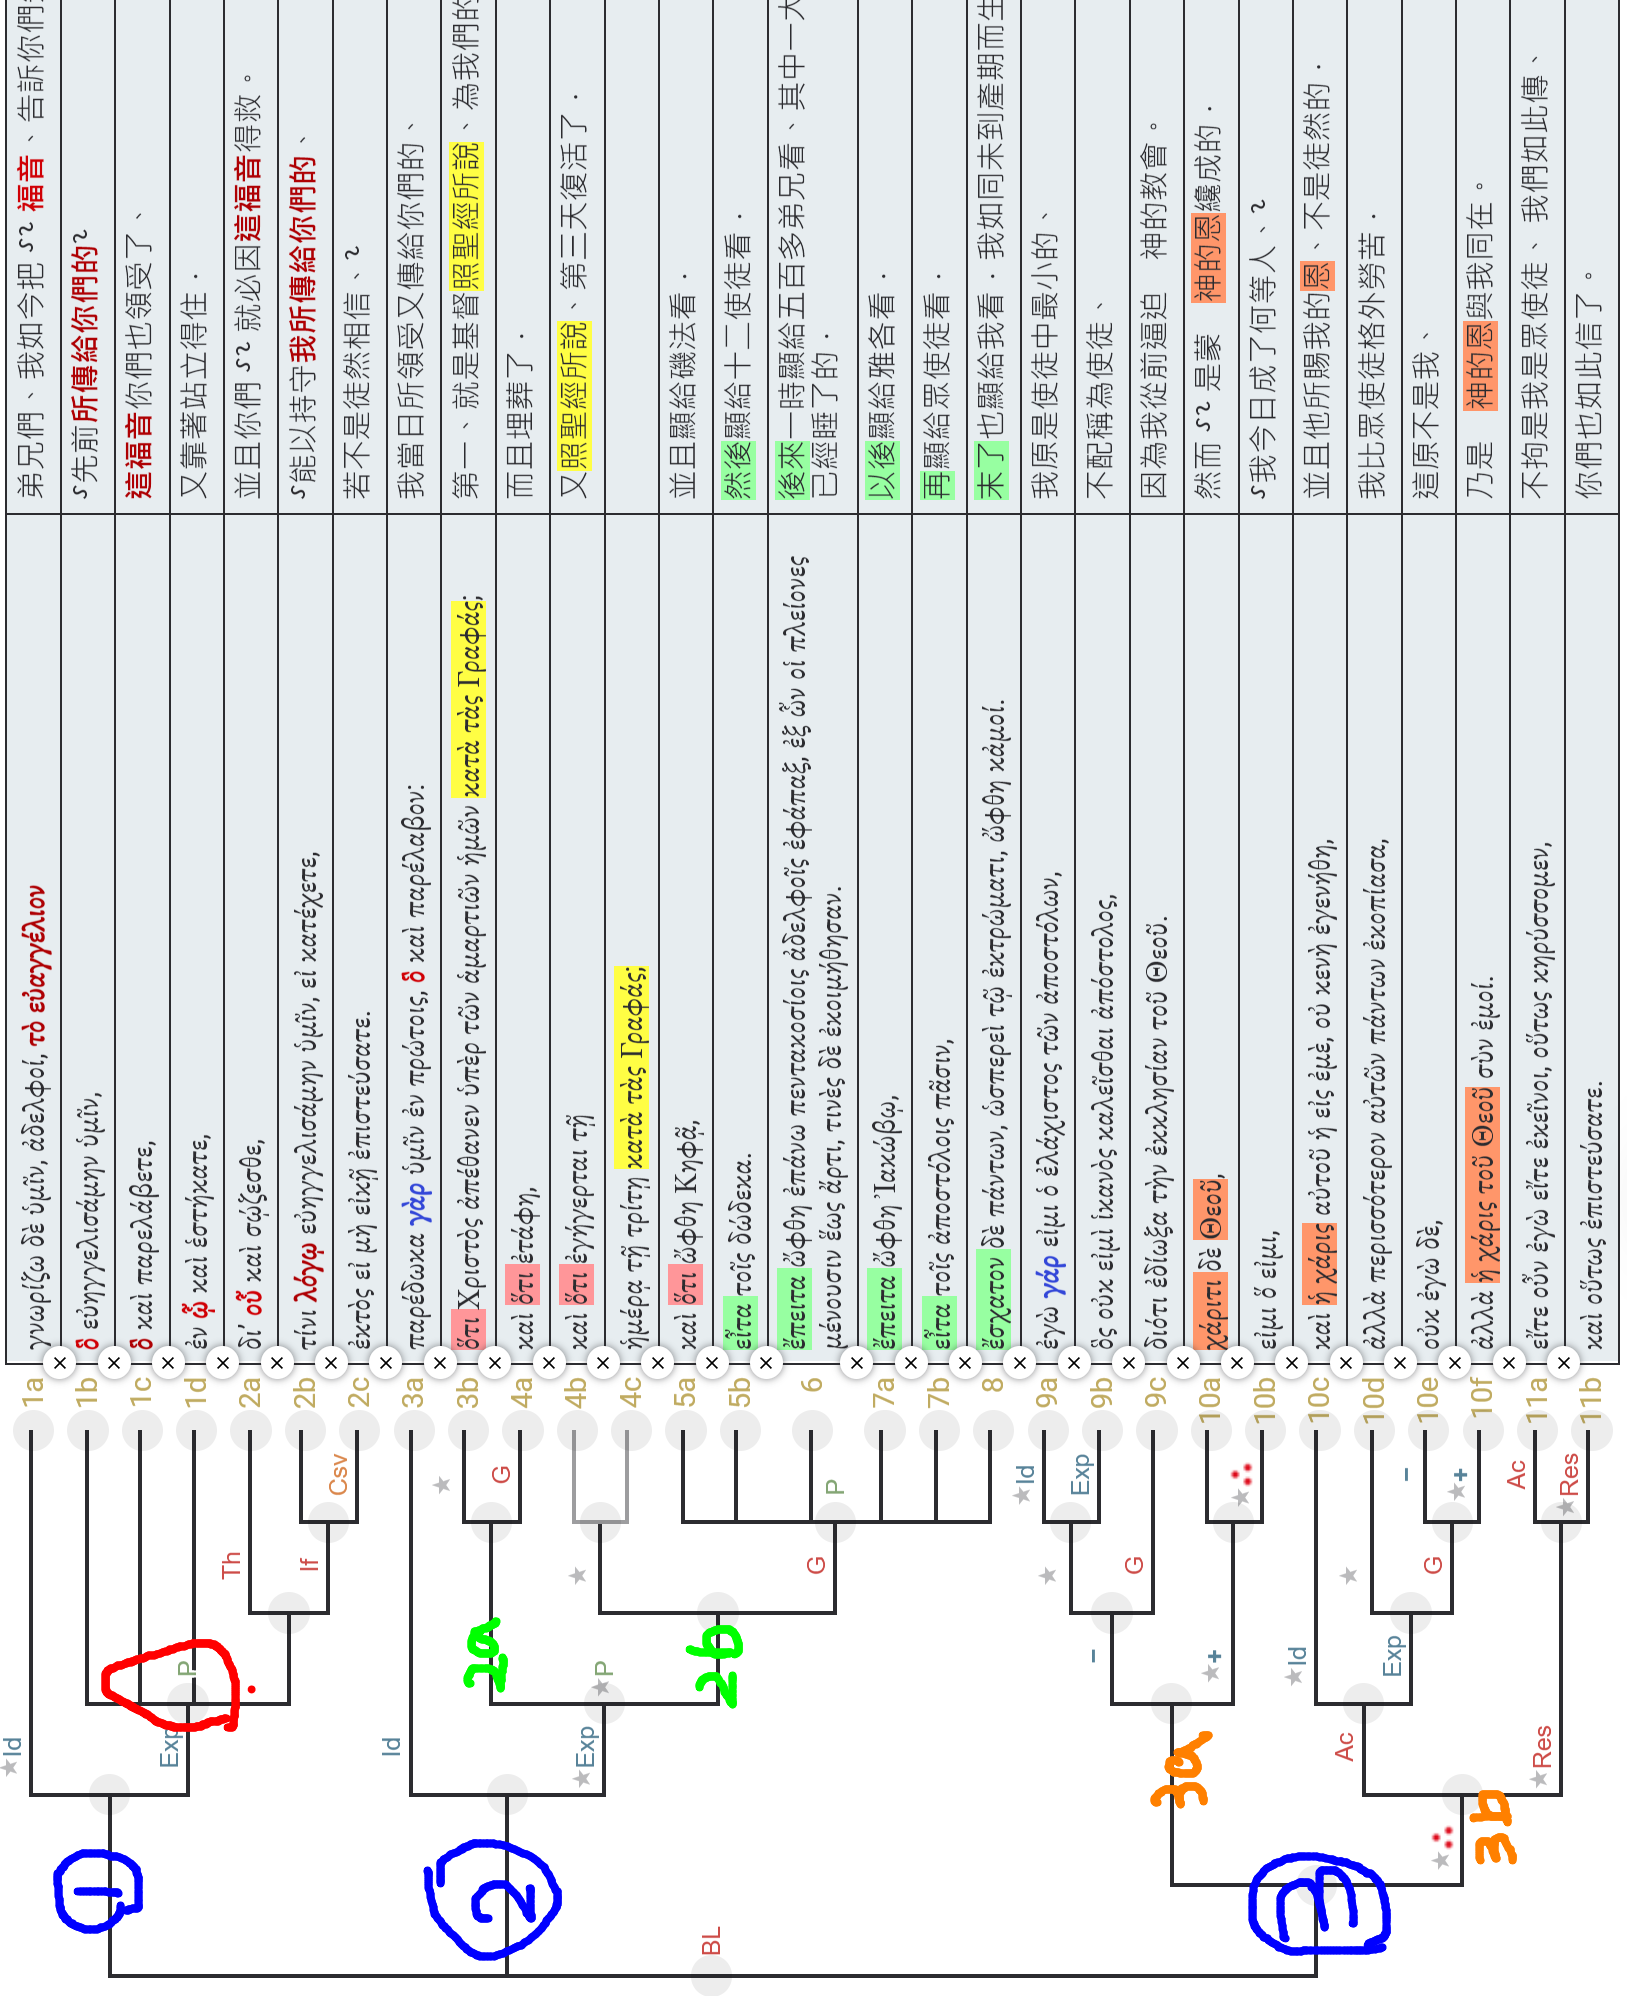 1a γνωρίζω δὲ ὑμῖν, ἀδελφοί, τὸ εὐαγγέλιον 弟兄們、我如今把 ᔕᒿ 福音、告訴你們
1b ὃ εὐηγγελισάμην ὑμῖν, ᔕ先前所傳給你們的ᒿ
1c ὃ καὶ παρελάβετε, 這福音你們也領受了、
1d ἐν ᾧ καὶ ἑστήκατε, 又靠著站立得住．
2a δι’ οὗ καὶ σῴζεσθε, 並且你們 ᔕᒿ 就必因這福音得救。
2b τίνι λόγῳ εὐηγγελισάμην ὑμῖν, εἰ κατέχετε, ᔕ能以持守我所傳給你們的、
2c ἐκτὸς εἰ μὴ εἰκῇ ἐπιστεύσατε. 若不是徒然相信、ᒿ
3a παρέδωκα γὰρ ὑμῖν ἐν πρώτοις, ὃ καὶ παρέλαβον: 我當日所領受又傳給你們的、
3b ὅτι Χριστὸς ἀπέθανεν ὑπὲρ τῶν ἁμαρτιῶν ἡμῶν κατὰ τὰς Γραφάς; 第一、就是基督照聖經所說、為我們的
4a καὶ ὅτι ἐτάφη, 而且埋葬了．
4b καὶ ὅτι ἐγήγερται τῇ 又照聖經所說、第三天復活了．
4c ἡμέρᾳ τῇ τρίτῃ κατὰ τὰς Γραφάς;
5a καὶ ὅτι ὤφθη Κηφᾷ, 並且顯給磯法看．
5b εἶτα τοῖς δώδεκα. 然後顯給十二使徒看．
6 ἔπειτα ὤφθη ἐπάνω πεντακοσίοις ἀδελφοῖς ἐφάπαξ, ἐξ ὧν οἱ πλείονες 後來一時顯給五百多弟兄看、其中一大
μένουσιν ἕως ἄρτι, τινὲς δὲ ἐκοιμήθησαν. 已經睡了的．
7a ἔπειτα ὤφθη Ἰακώβῳ, 以後顯給雅各看．
7b εἶτα τοῖς ἀποστόλοις πᾶσιν, 再顯給眾使徒看．
8 ἔσχατον δὲ πάντων, ὡσπερεὶ τῷ ἐκτρώματι, ὤφθη κἀμοί. 末了也顯給我看．我如同未到產期而生
9a ἐγώ γάρ εἰμι ὁ ἐλάχιστος τῶν ἀποστόλων, 我原是使徒中最小的、
9b ὃς οὐκ εἰμὶ ἱκανὸς καλεῖσθαι ἀπόστολος, 不配稱為使徒、
9c διότι ἐδίωξα τὴν ἐκκλησίαν τοῦ Θεοῦ. 因為我從前逼迫　神的教會。
10a χάριτι δὲ Θεοῦ, 然而 ᔕᒿ 是蒙　神的恩纔成的．
10b εἰμι ὅ εἰμι, ᔕ我今日成了何等人、ᒿ
10c καὶ ἡ χάρις αὐτοῦ ἡ εἰς ἐμὲ, οὐ κενὴ ἐγενήθη, 並且他所賜我的恩、不是徒然的．
10d ἀλλὰ περισσότερον αὐτῶν πάντων ἐκοπίασα, 我比眾使徒格外勞苦．
10e οὐκ ἐγὼ δὲ, 這原不是我、
10f ἀλλὰ ἡ χάρις τοῦ Θεοῦ σὺν ἐμοί. 乃是　神的恩與我同在。
11a εἴτε οὖν ἐγὼ εἴτε ἐκεῖνοι, οὕτως κηρύσσομεν, 不拘是我是眾使徒、我們如此傳、
11b καὶ οὕτως ἐπιστεύσατε. 你們也如此信了。
Id
Exp
P
Th
If
Csv
Id
Exp
P
G
G
P
Id
Exp
G
–
+
Id
Exp
Ac
G
–
+
Ac
Res
Res
BL
1
2
2a
2b
3
3a
3b